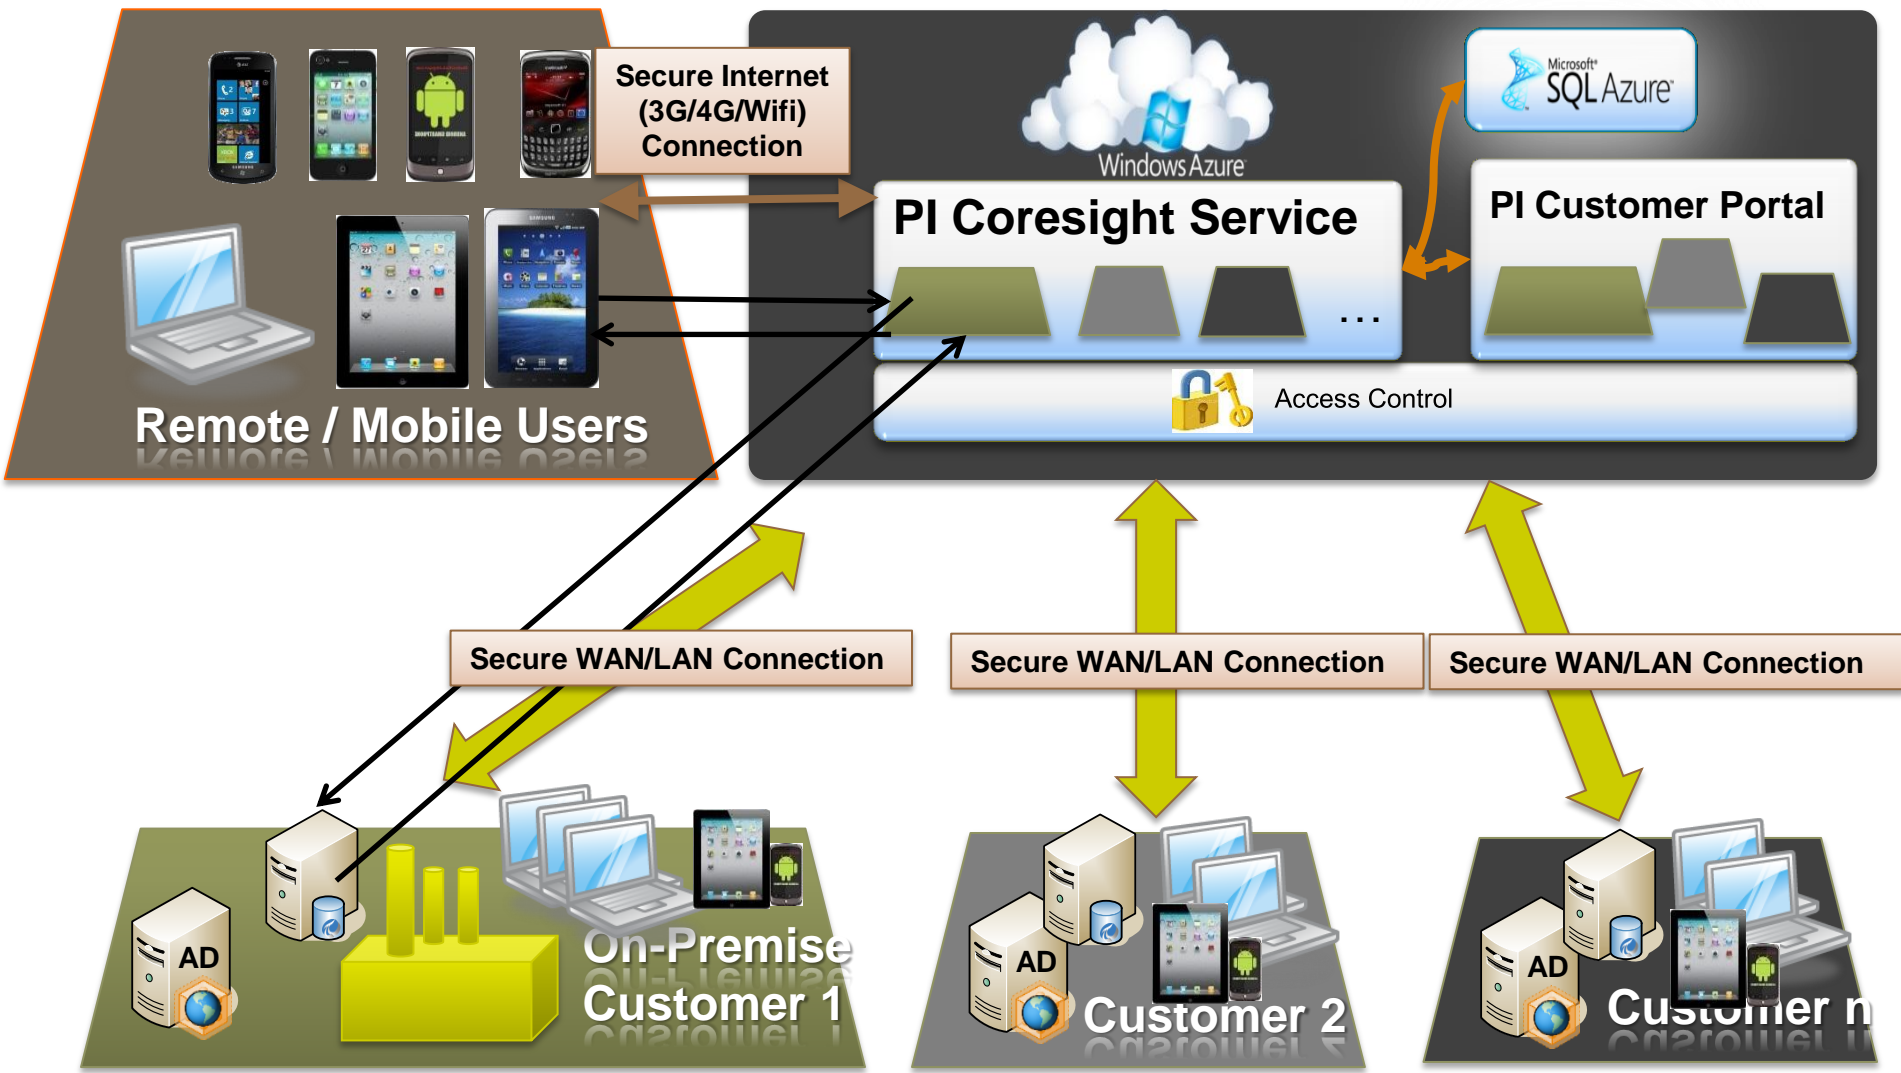 Secure Internet
(3G/4G/Wifi)
Connection
Windows Azure
Microsoft®
SQL Azure™
PI Coresight Service
PI Customer Portal
...
SAMSUNG
Access Control
Remote / Mobile Users
Secure WAN/LAN Connection
Secure WAN/LAN Connection
Secure WAN/LAN Connection
AD
On-Premise
Customer 1
AD
Customer 2
AD
Customer n